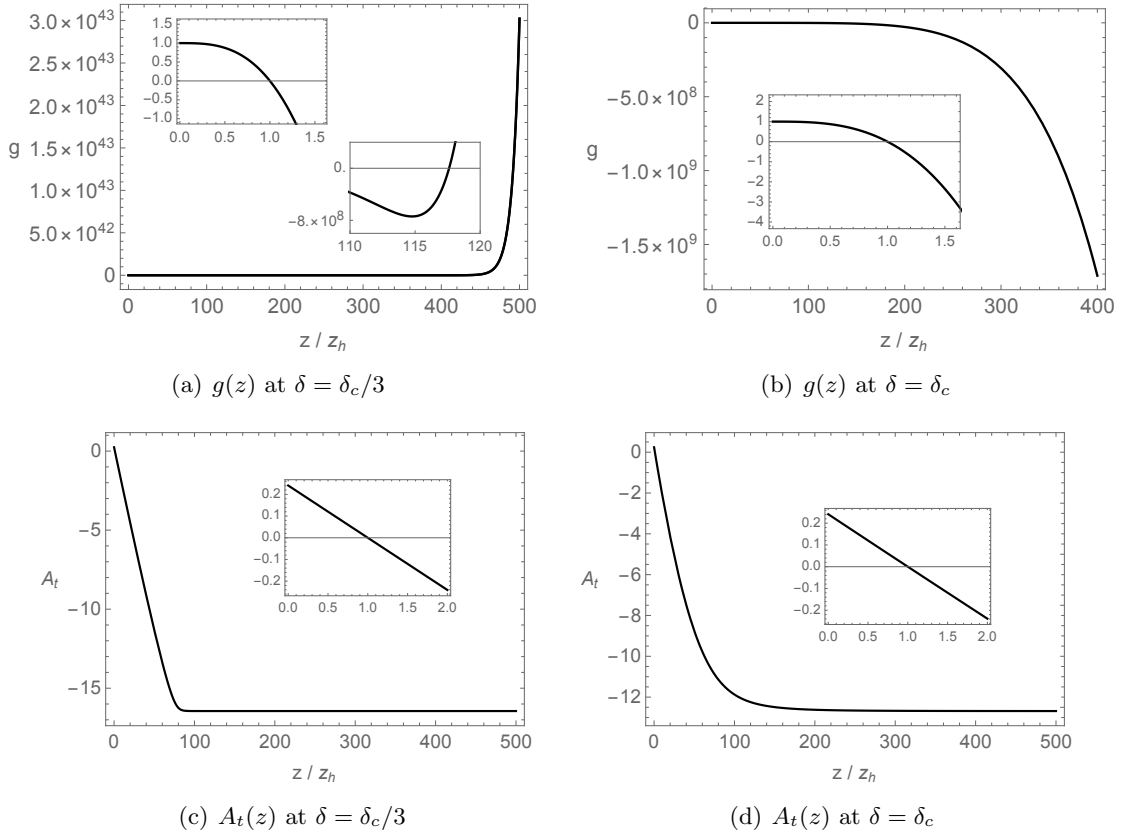 3.0 × 10^43
2.5 × 10^43
2.0 × 10^43
1.5 × 10^43
1.0 × 10^43
5.0 × 10^42
0
g
1.5
1.0
0.5
0.0
−0.5
−1.0
0.0 0.5 1.0 1.5
0.
−8. × 10^8
110 115 120
0 100 200 300 400 500
z / z_h
(a) g(z) at δ = δ_c/3
0
−5.0 × 10^8
−1.0 × 10^9
−1.5 × 10^9
g
2
1
0
−1
−2
−3
−4
0.0 0.5 1.0 1.5
0 100 200 300 400
z / z_h
(b) g(z) at δ = δ_c
0
−5
−10
−15
A_t
0.2
0.1
0.0
−0.1
−0.2
0.0 0.5 1.0 1.5 2.0
0 100 200 300 400 500
z / z_h
(c) A_t(z) at δ = δ_c/3
0
−2
−4
−6
−8
−10
−12
A_t
0.2
0.1
0.0
−0.1
−0.2
0.0 0.5 1.0 1.5 2.0
0 100 200 300 400 500
z / z_h
(d) A_t(z) at δ = δ_c